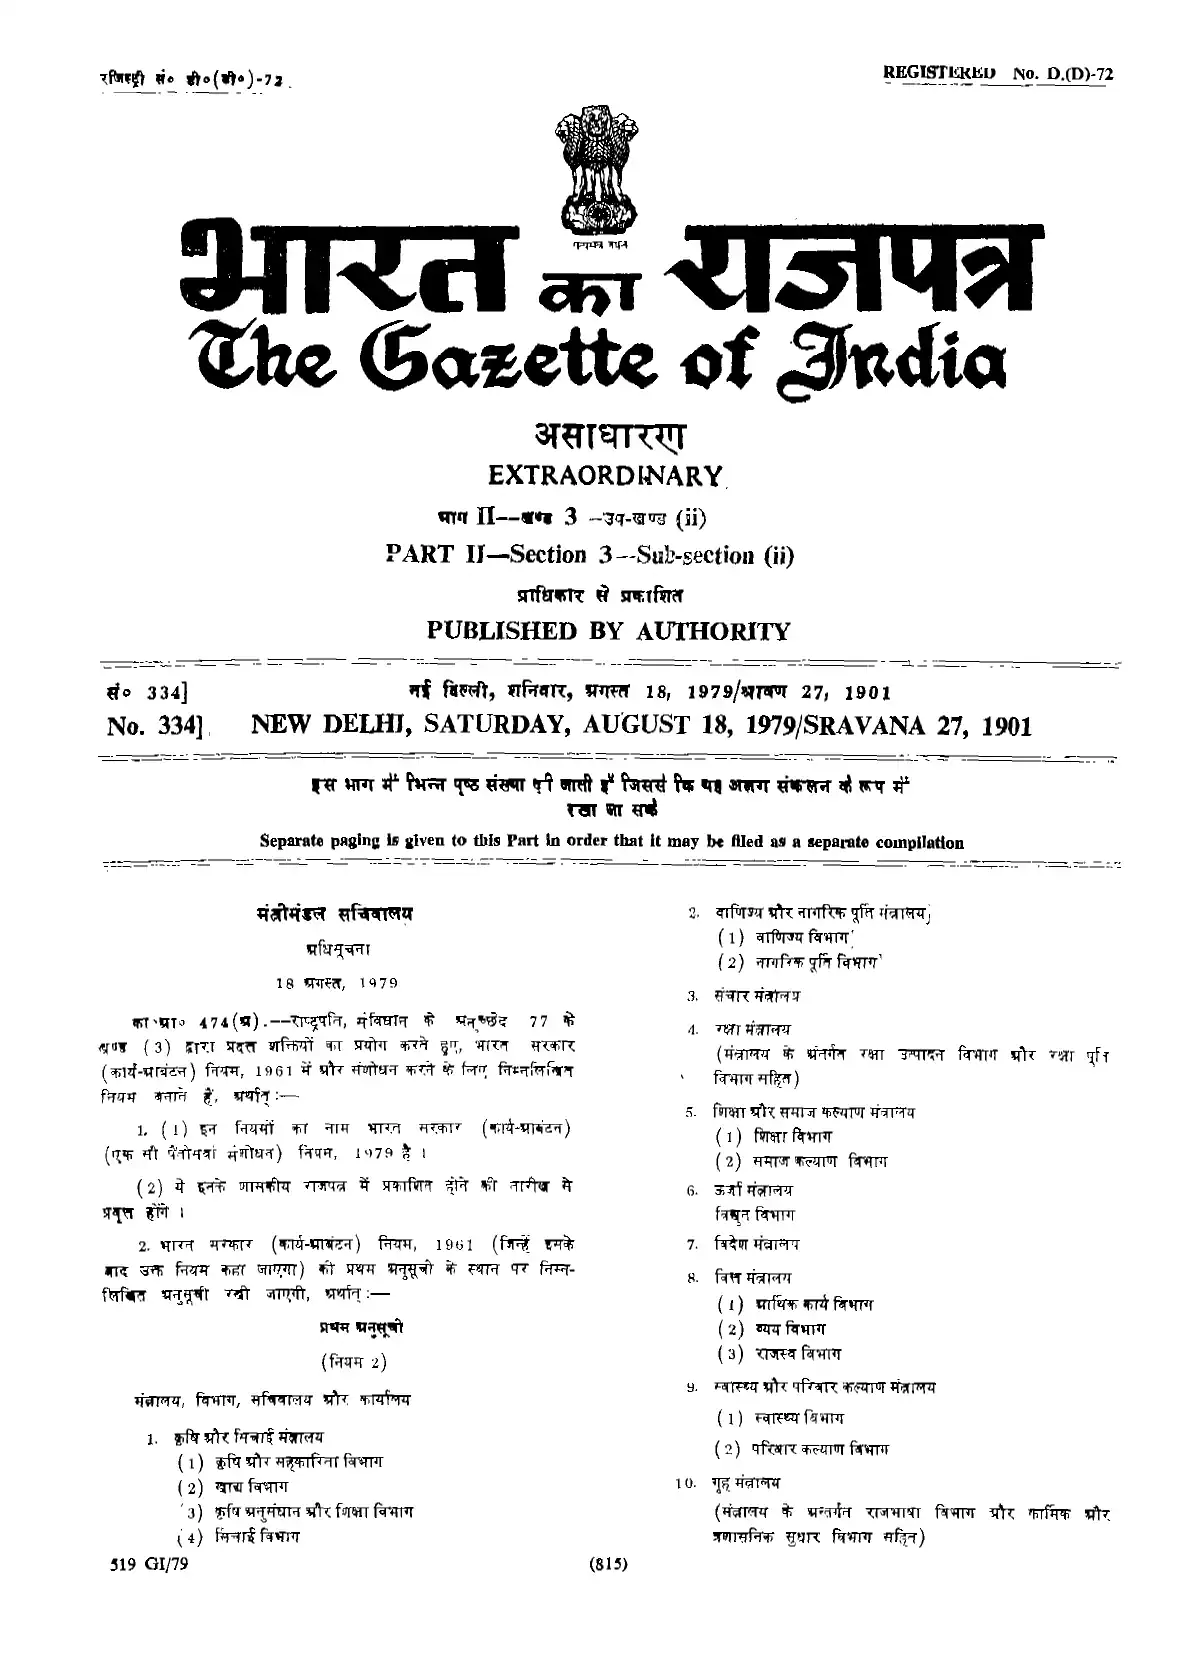 रजिस्ट्री सं० डी०(डी०)-72
REGISTERED No. D.(D)-72
सत्यमेव जयते
भारत का राजपत्र
The Gazette of India
असाधारण
EXTRAORDINARY
भाग II--खण्ड 3 --उप-खण्ड (ii)
PART II—Section 3—Sub-section (ii)
प्राधिकार से प्रकाशित
PUBLISHED BY AUTHORITY
सं० 334]
नई दिल्ली, शनिवार, अगस्त 18, 1979/श्रावण 27, 1901
No. 334]
NEW DELHI, SATURDAY, AUGUST 18, 1979/SRAVANA 27, 1901
इस भाग में भिन्न पृष्ठ संख्या दी जाती है जिससे कि यह अलग संकलन के रूप में
रखा जा सके
Separate paging is given to this Part in order that it may be filed as a separate compilation
मंत्रीमंडल सचिवालय
अधिसूचना
18 अगस्त, 1979
का०आ० 474(अ).--राष्ट्रपति, संविधान के अनुच्छेद 77 के
खण्ड (3) द्वारा प्रदत्त शक्तियों का प्रयोग करते हुए, भारत सरकार
(कार्य-आबंटन) नियम, 1961 में और संशोधन करने के लिए निम्नलिखित
नियम बनाते हैं, अर्थात्:—
1. (1) इन नियमों का नाम भारत सरकार (कार्य-आबंटन)
(एक सौ पैंतीसवां संशोधन) नियम, 1979 है ।
(2) ये इनके शासकीय राजपत्र में प्रकाशित होने की तारीख से
प्रवृत्त होंगे ।
2. भारत सरकार (कार्य-आबंटन) नियम, 1961 (जिन्हें इसके
बाद उक्त नियम कहा जाएगा) की प्रथम अनुसूची के स्थान पर निम्न-
लिखित अनुसूची रखी जाएगी, अर्थात्:—
प्रथम अनुसूची
(नियम 2)
मंत्रालय, विभाग, सचिवालय और कार्यालय
1. कृषि और सिंचाई मंत्रालय
(1) कृषि और सहकारिता विभाग
(2) खाद्य विभाग
(3) कृषि अनुसंधान और शिक्षा विभाग
(4) सिंचाई विभाग
519 GI/79
2. वाणिज्य और नागरिक पूर्ति मंत्रालय
(1) वाणिज्य विभाग
(2) नागरिक पूर्ति विभाग
3. संचार मंत्रालय
4. रक्षा मंत्रालय
(मंत्रालय के अंतर्गत रक्षा उत्पादन विभाग और रक्षा पूर्ति
विभाग सहित)
5. शिक्षा और समाज कल्याण मंत्रालय
(1) शिक्षा विभाग
(2) समाज कल्याण विभाग
6. ऊर्जा मंत्रालय
विद्युत विभाग
7. विदेश मंत्रालय
8. वित्त मंत्रालय
(1) आर्थिक कार्य विभाग
(2) व्यय विभाग
(3) राजस्व विभाग
9. स्वास्थ्य और परिवार कल्याण मंत्रालय
(1) स्वास्थ्य विभाग
(2) परिवार कल्याण विभाग
10. गृह मंत्रालय
(मंत्रालय के अन्तर्गत राजभाषा विभाग और कार्मिक और
प्रशासनिक सुधार विभाग सहित)
(815)